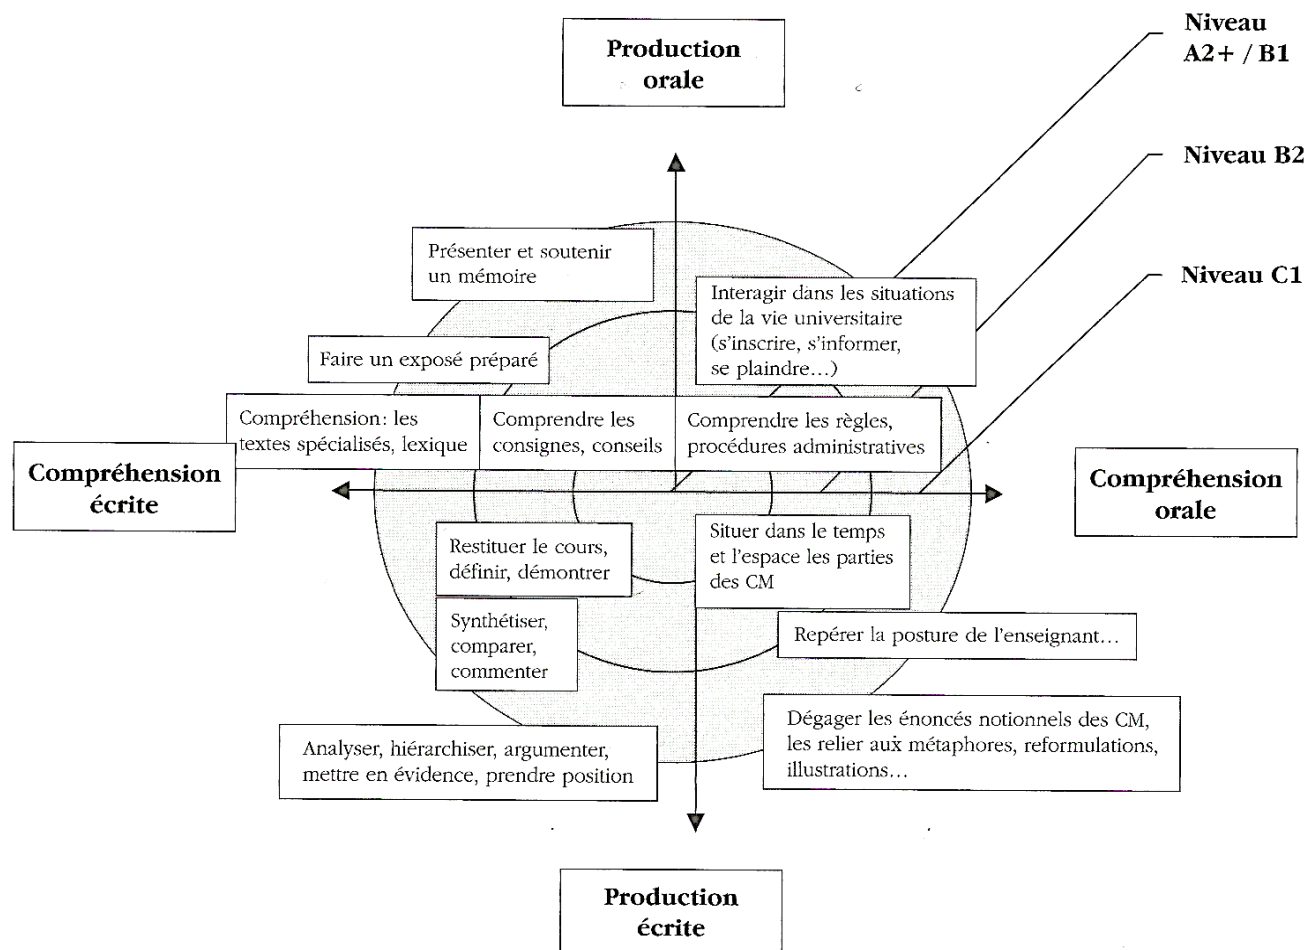 Niveau
A2+ / B1
Production
orale
Niveau B2
Présenter et soutenir
un mémoire
Niveau C1
Interagir dans les situations
de la vie universitaire
(s'inscrire, s'informer,
se plaindre…)
Faire un exposé préparé
Compréhension : les
textes spécialisés, lexique
Comprendre les
consignes, conseils
Comprendre les règles,
procédures administratives
Compréhension
écrite
Compréhension
orale
Restituer le cours,
définir, démontrer
Situer dans le temps
et l'espace les parties
des CM
Synthétiser,
comparer,
commenter
Repérer la posture de l'enseignant…
Analyser, hiérarchiser, argumenter,
mettre en évidence, prendre position
Dégager les énoncés notionnels des CM,
les relier aux métaphores, reformulations,
illustrations…
Production
écrite